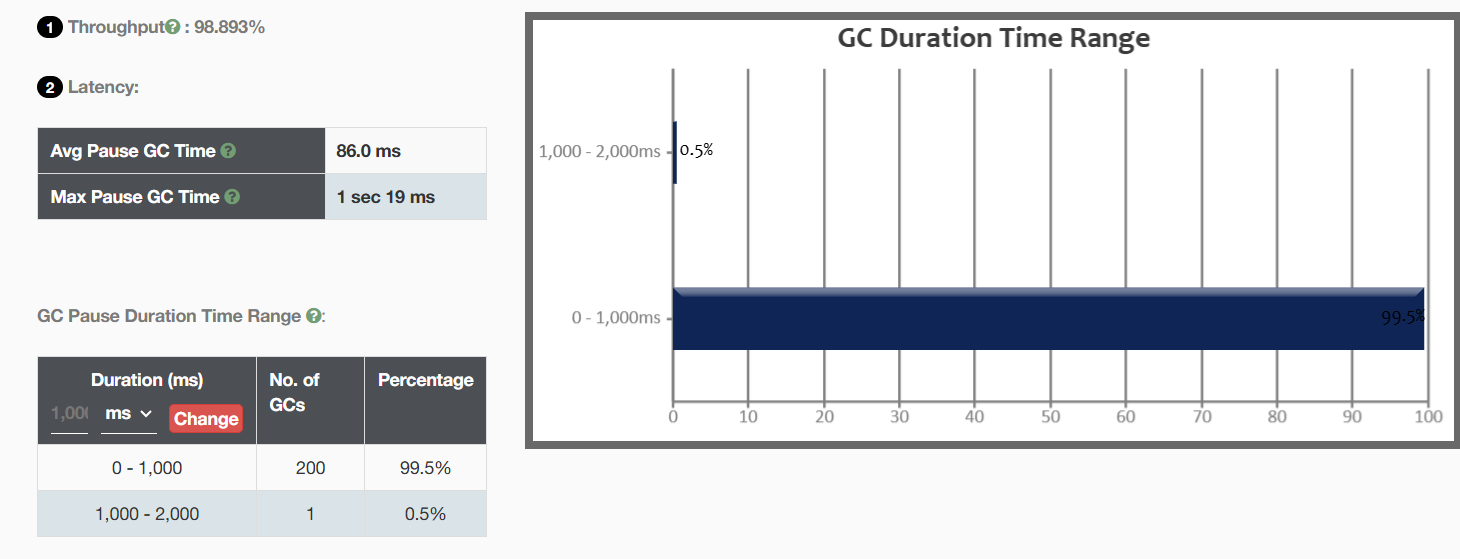 1 Throughput? : 98.893%
2 Latency:
Avg Pause GC Time ? 86.0 ms
Max Pause GC Time ? 1 sec 19 ms
GC Pause Duration Time Range ?:
Duration (ms) No. of GCs Percentage
ms Change
0 - 1,000 200 99.5%
1,000 - 2,000 1 0.5%
GC Duration Time Range
1,000 - 2,000ms 0.5%
0 - 1,000ms 99.5%
0 10 20 30 40 50 60 70 80 90 100